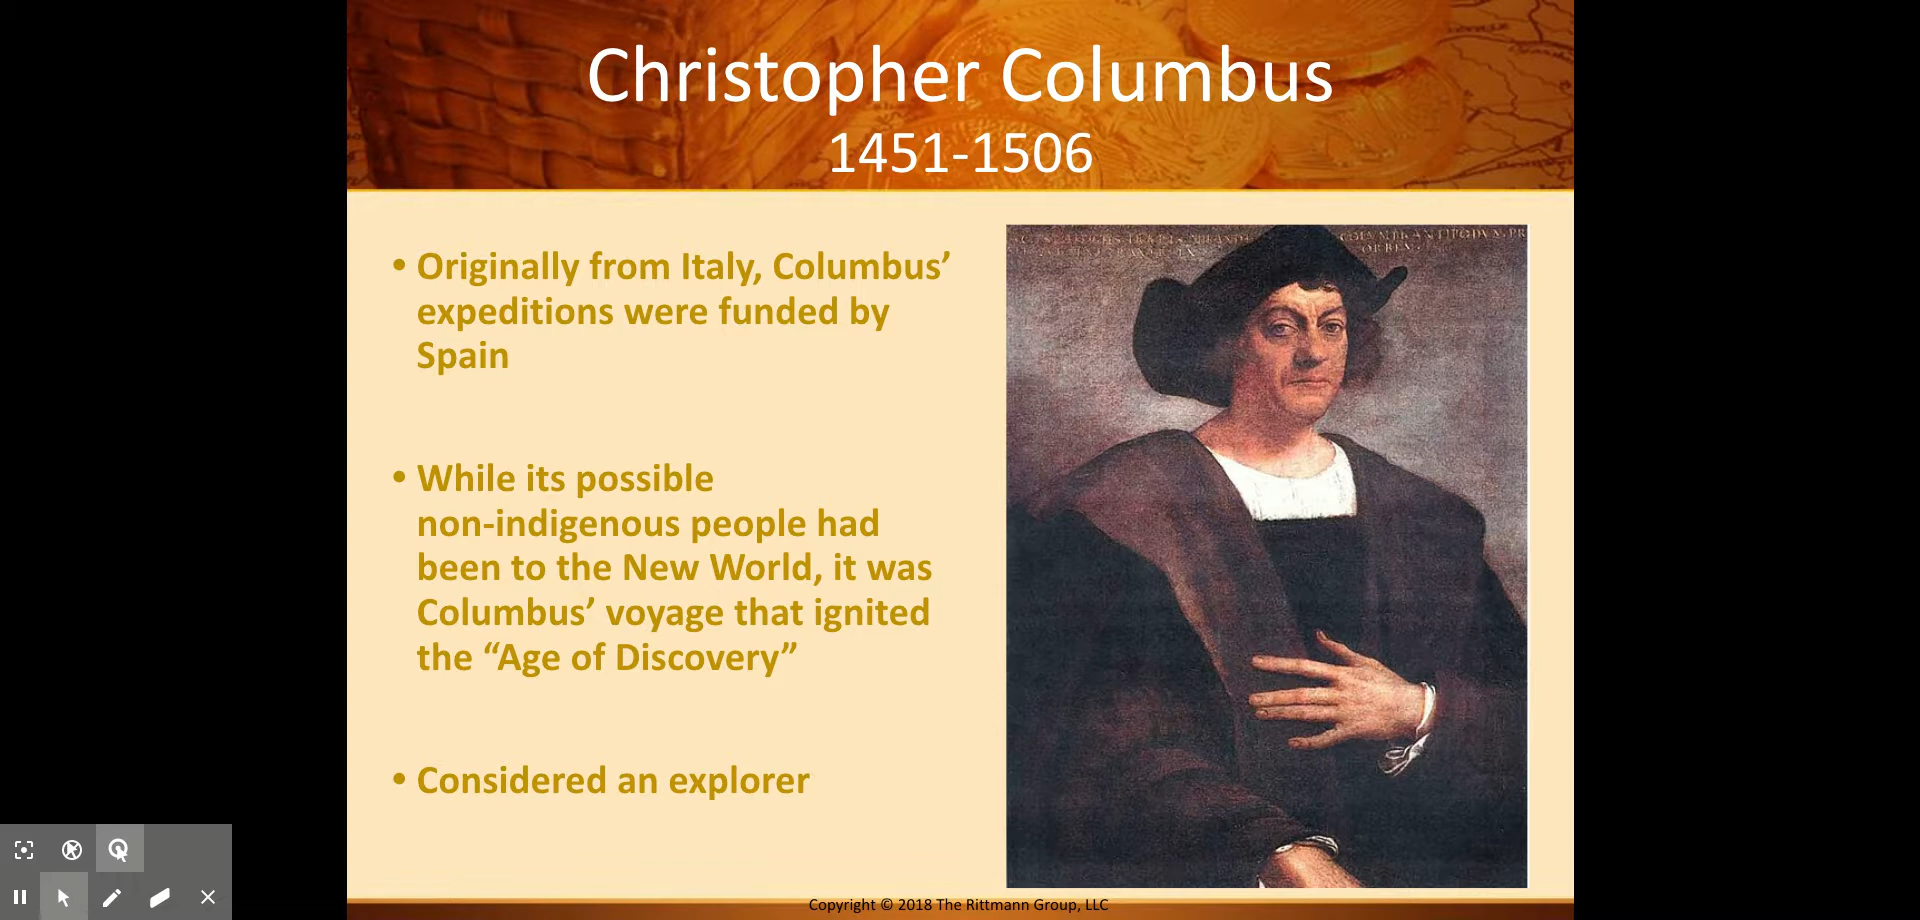 Christopher Columbus
1451-1506
• Originally from Italy, Columbus’
expeditions were funded by
Spain
• While its possible
non-indigenous people had
been to the New World, it was
Columbus’ voyage that ignited
the “Age of Discovery”
• Considered an explorer
Copyright © 2018 The Rittmann Group, LLC